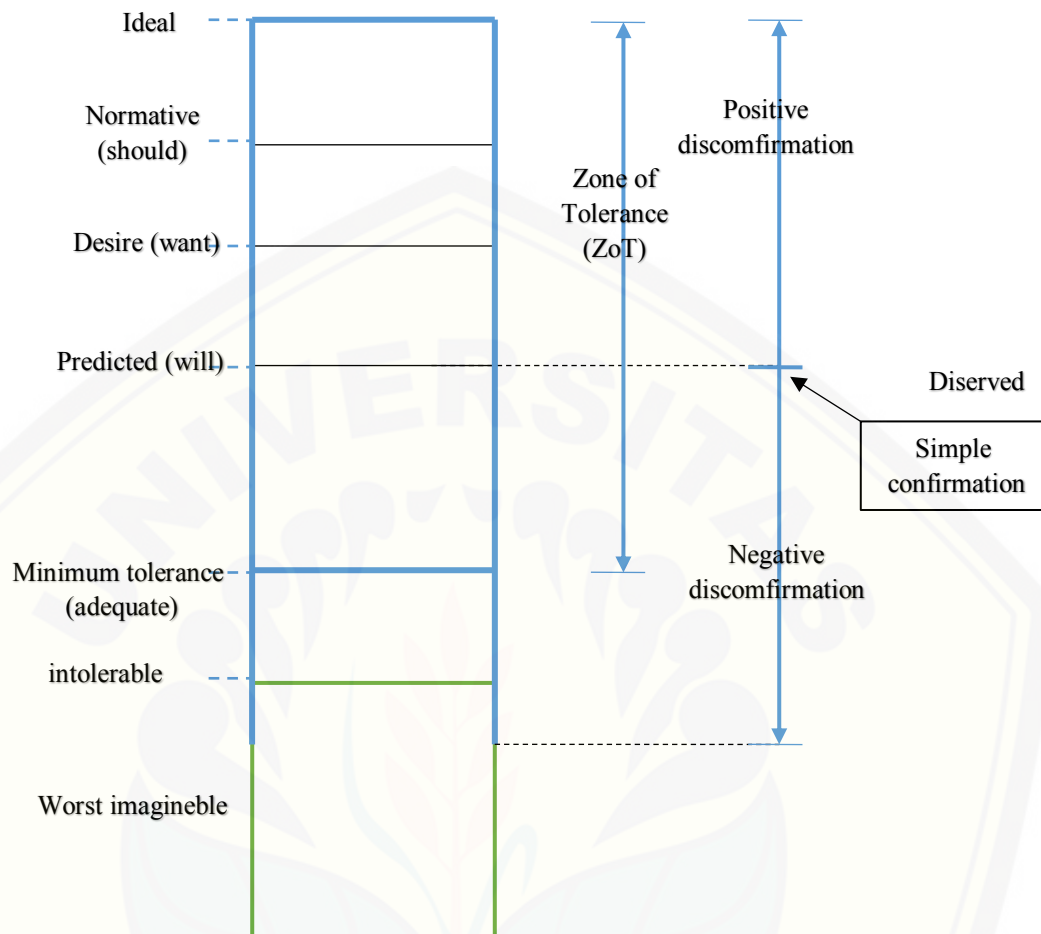 Ideal
Normative
(should)
Desire (want)
Predicted (will)
Minimum tolerance
(adequate)
intolerable
Worst imagineble
Zone of
Tolerance
(ZoT)
Positive
discomfirmation
Negative
discomfirmation
Diserved
Simple
confirmation
UNIVERSITAS